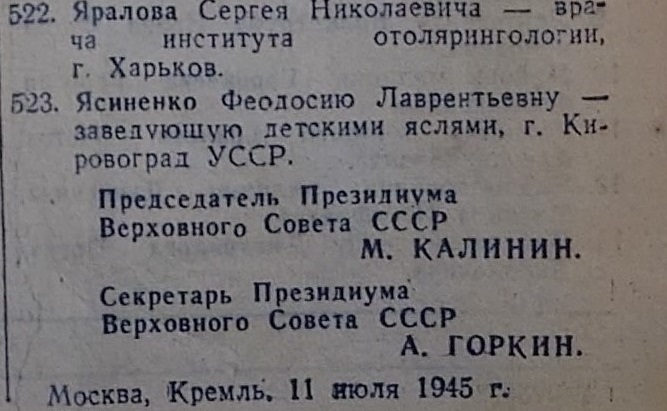 522. Яралова Сергея Николаевича — вра-
ча института отолярингологии,
г. Харьков.
523. Ясиненко Феодосию Лаврентьевну —
заведующую детскими яслями, г. Ки-
ровоград УССР.
Председатель Президиума
Верховного Совета СССР
М. КАЛИНИН.
Секретарь Президиума
Верховного Совета СССР
А. ГОРКИН.
Москва, Кремль. 11 июля 1945 г.